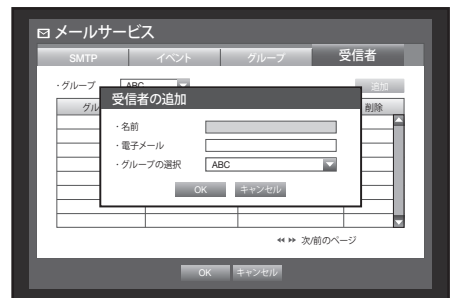 メールサービス
SMTP イベント グループ 受信者
・グループ ABC 追加
グル 削除
受信者の追加
・名前
・電子メール
・グループの選択 ABC
OK キャンセル
次/前のページ
OK キャンセル